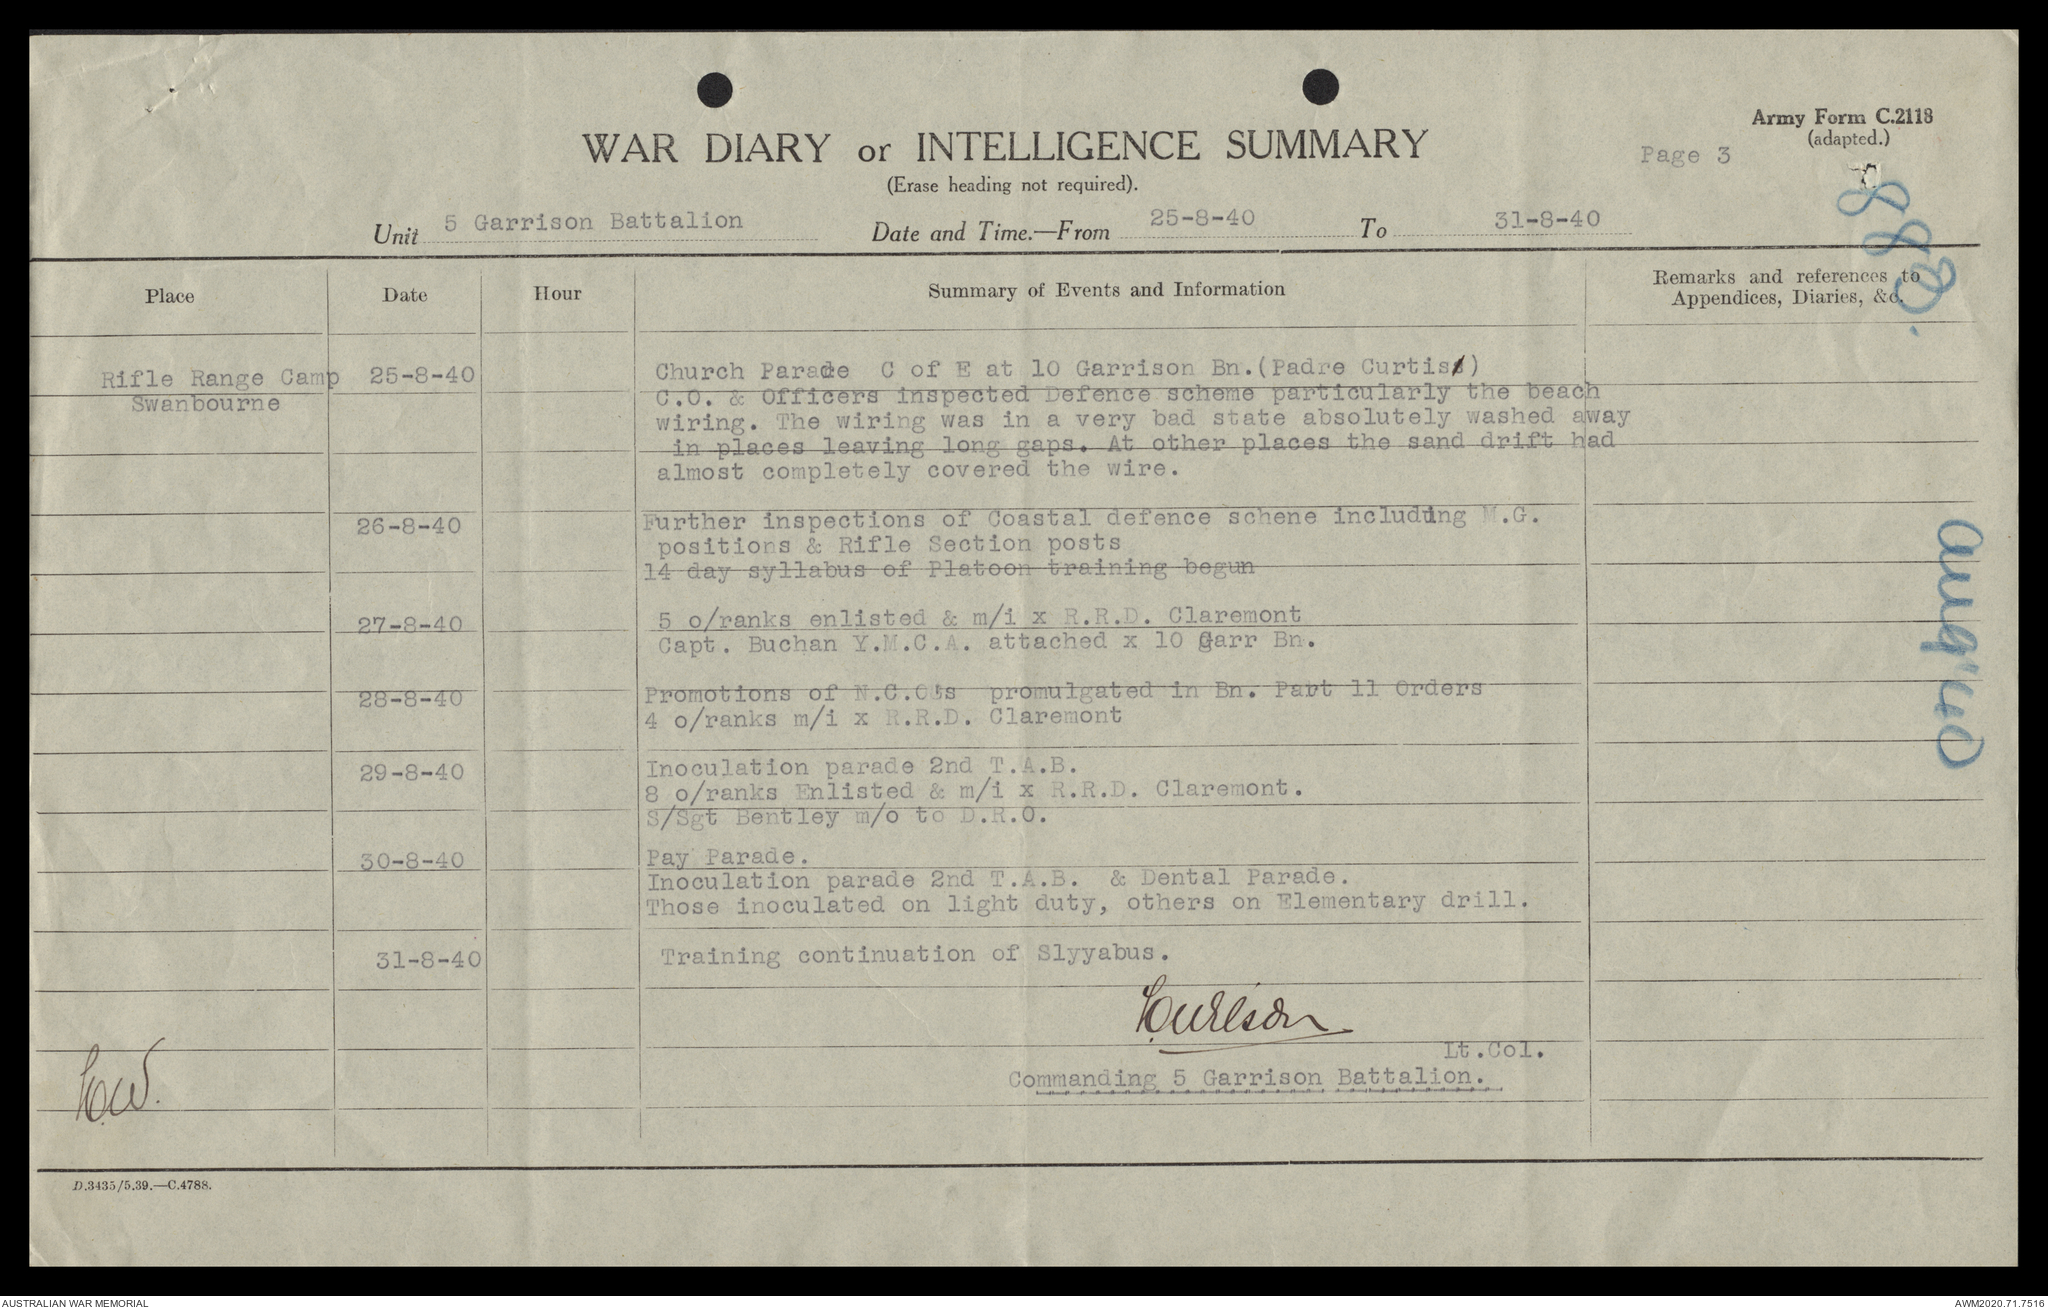 Army Form C.2118
(adapted.)
WAR DIARY or INTELLIGENCE SUMMARY
Page 3
(Erase heading not required).
Unit 5 Garrison Battalion Date and Time.—From 25-8-40 To 31-8-40
Place Date Hour Summary of Events and Information Remarks and references to
Appendices, Diaries, &c.
Rifle Range Camp 25-8-40 Church Parade C of E at 10 Garrison Bn.(Padre Curtis)
Swanbourne C.O. & Officers inspected Defence scheme particularly the beach
wiring. The wiring was in a very bad state absolutely washed away
in places leaving long gaps. At other places the sand drift had
almost completely covered the wire.
26-8-40 Further inspections of Coastal defence schene including M.G.
positions & Rifle Section posts
14 day syllabus of Platoon training begun
27-8-40 5 o/ranks enlisted & m/i x R.R.D. Claremont
Capt. Buchan Y.M.C.A. attached x 10 Garr Bn.
28-8-40 Promotions of N.C.O's promulgated in Bn. Part 11 Orders
4 o/ranks m/i x R.R.D. Claremont
29-8-40 Inoculation parade 2nd T.A.B.
8 o/ranks Enlisted & m/i x R.R.D. Claremont.
S/Sgt Bentley m/o to D.R.O.
30-8-40 Pay Parade.
Inoculation parade 2nd T.A.B. & Dental Parade.
Those inoculated on light duty, others on Elementary drill.
31-8-40 Training continuation of Slyyabus.
Lt.Col.
Commanding 5 Garrison Battalion.
D.3435/5.39.—C.4788.
AUSTRALIAN WAR MEMORIAL AWM2020.71.7516